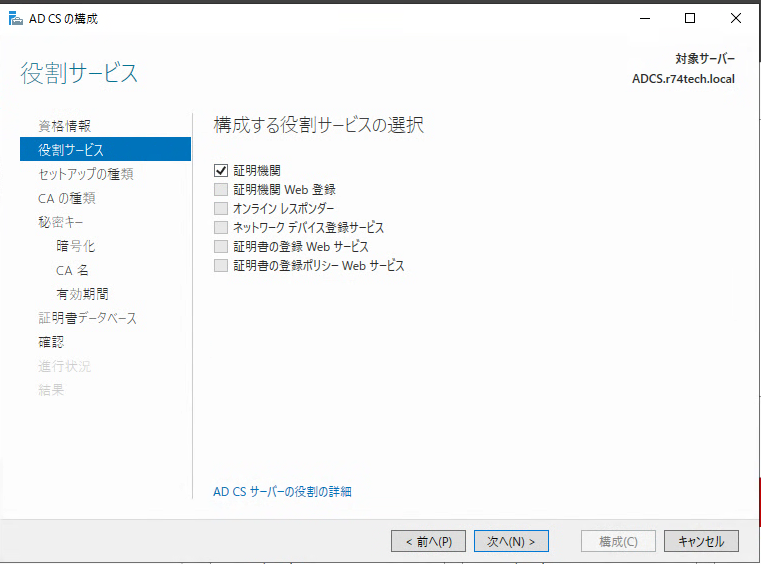 AD CS の構成
役割サービス
対象サーバー
ADCS.r74tech.local
資格情報
役割サービス
セットアップの種類
CA の種類
秘密キー
暗号化
CA 名
有効期間
証明書データベース
確認
進行状況
結果
構成する役割サービスの選択
証明機関
証明機関 Web 登録
オンライン レスポンダー
ネットワーク デバイス登録サービス
証明書の登録 Web サービス
証明書の登録ポリシー Web サービス
AD CS サーバーの役割の詳細
< 前へ(P)
次へ(N) >
構成(C)
キャンセル